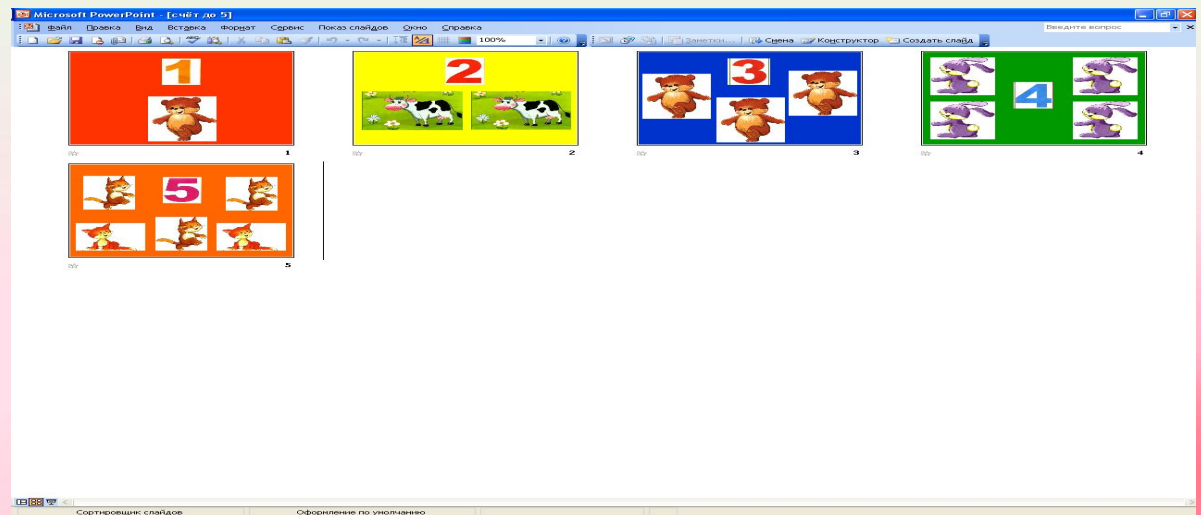 Microsoft PowerPoint - [счёт до 5]
Файл Правка Вид Вставка Формат Сервис Показ слайдов Окно Справка Введите вопрос
100% Заметки... Смена Конструктор Создать слайд
1 2 3 4
1 2 3 4
5
5
Сортировщик слайдов Оформление по умолчанию